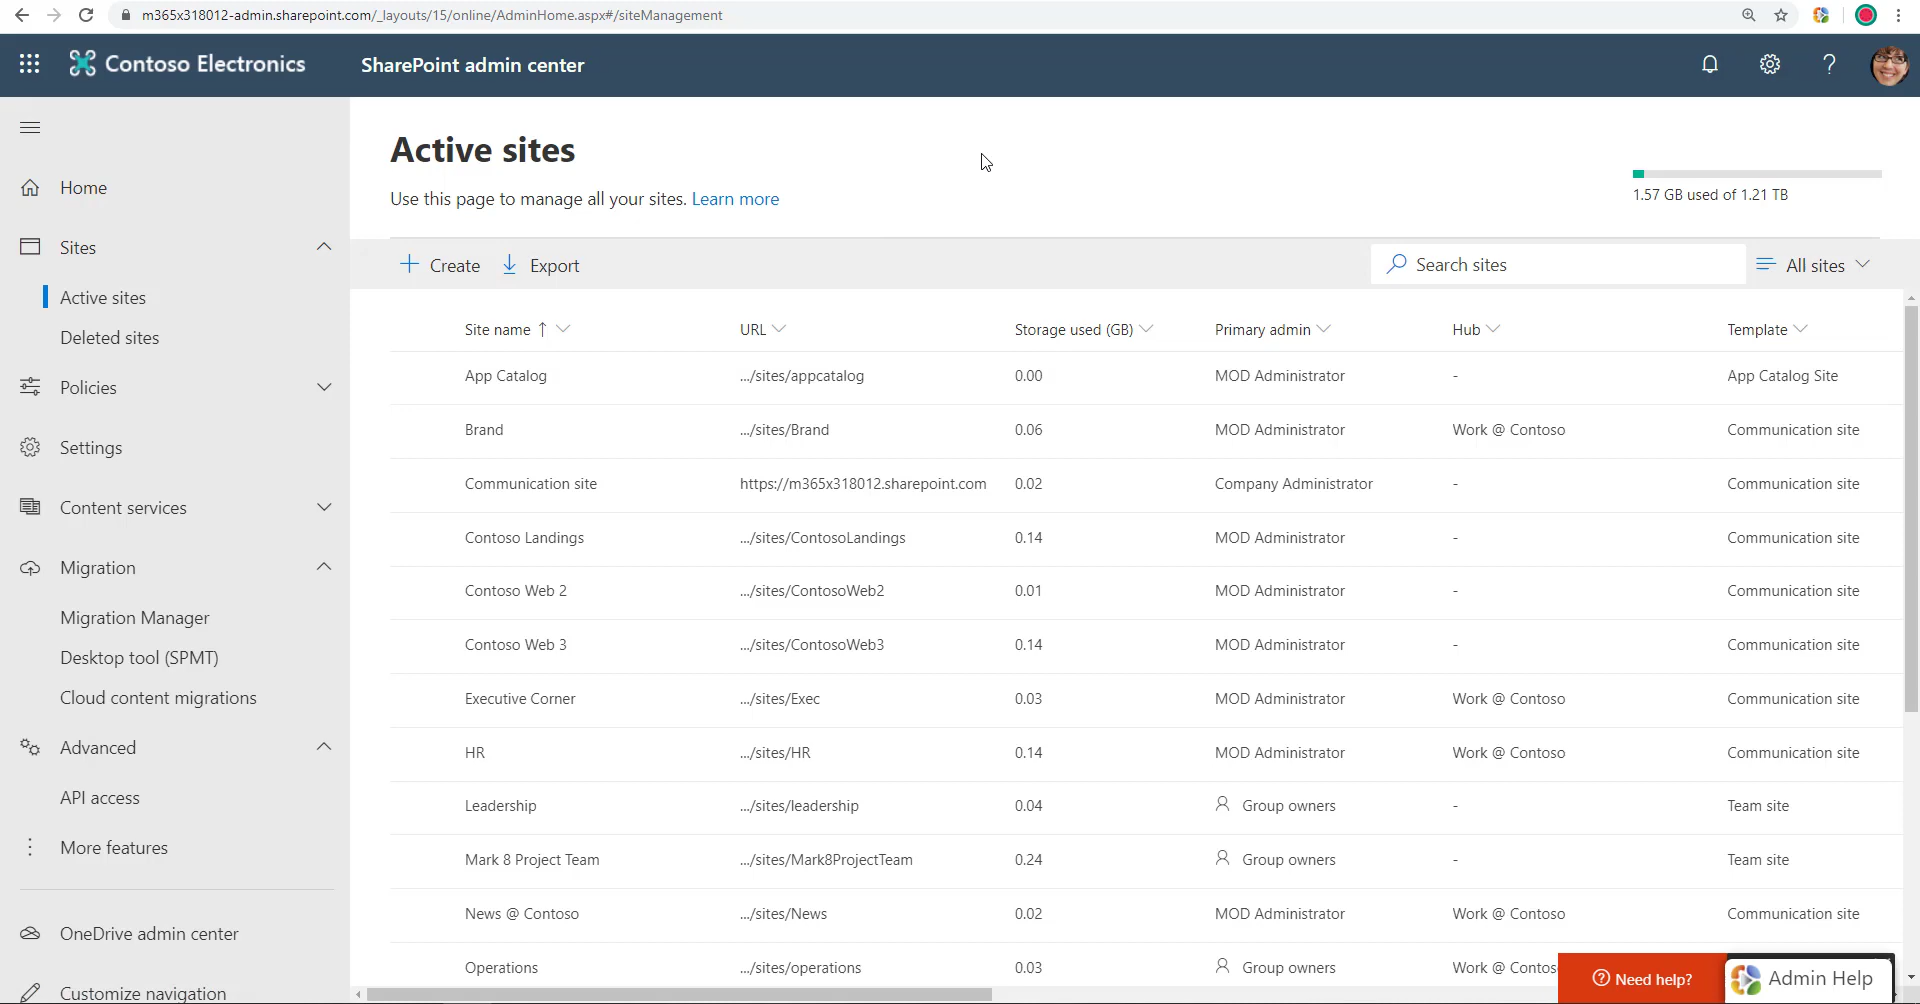 m365x318012-admin.sharepoint.com/_layouts/15/online/AdminHome.aspx#/siteManagement
Contoso Electronics SharePoint admin center
Home
Sites
Active sites
Deleted sites
Policies
Settings
Content services
Migration
Migration Manager
Desktop tool (SPMT)
Cloud content migrations
Advanced
API access
More features
OneDrive admin center
Customize navigation
Active sites
Use this page to manage all your sites. Learn more
1.57 GB used of 1.21 TB
Create Export Search sites All sites
Site name URL Storage used (GB) Primary admin Hub Template
App Catalog .../sites/appcatalog 0.00 MOD Administrator - App Catalog Site
Brand .../sites/Brand 0.06 MOD Administrator Work @ Contoso Communication site
Communication site https://m365x318012.sharepoint.com 0.02 Company Administrator - Communication site
Contoso Landings .../sites/ContosoLandings 0.14 MOD Administrator - Communication site
Contoso Web 2 .../sites/ContosoWeb2 0.01 MOD Administrator - Communication site
Contoso Web 3 .../sites/ContosoWeb3 0.14 MOD Administrator - Communication site
Executive Corner .../sites/Exec 0.03 MOD Administrator Work @ Contoso Communication site
HR .../sites/HR 0.14 MOD Administrator Work @ Contoso Communication site
Leadership .../sites/leadership 0.04 Group owners - Team site
Mark 8 Project Team .../sites/Mark8ProjectTeam 0.24 Group owners - Team site
News @ Contoso .../sites/News 0.02 MOD Administrator Work @ Contoso Communication site
Operations .../sites/operations 0.03 Group owners Work @ Contos
Need help? Admin Help